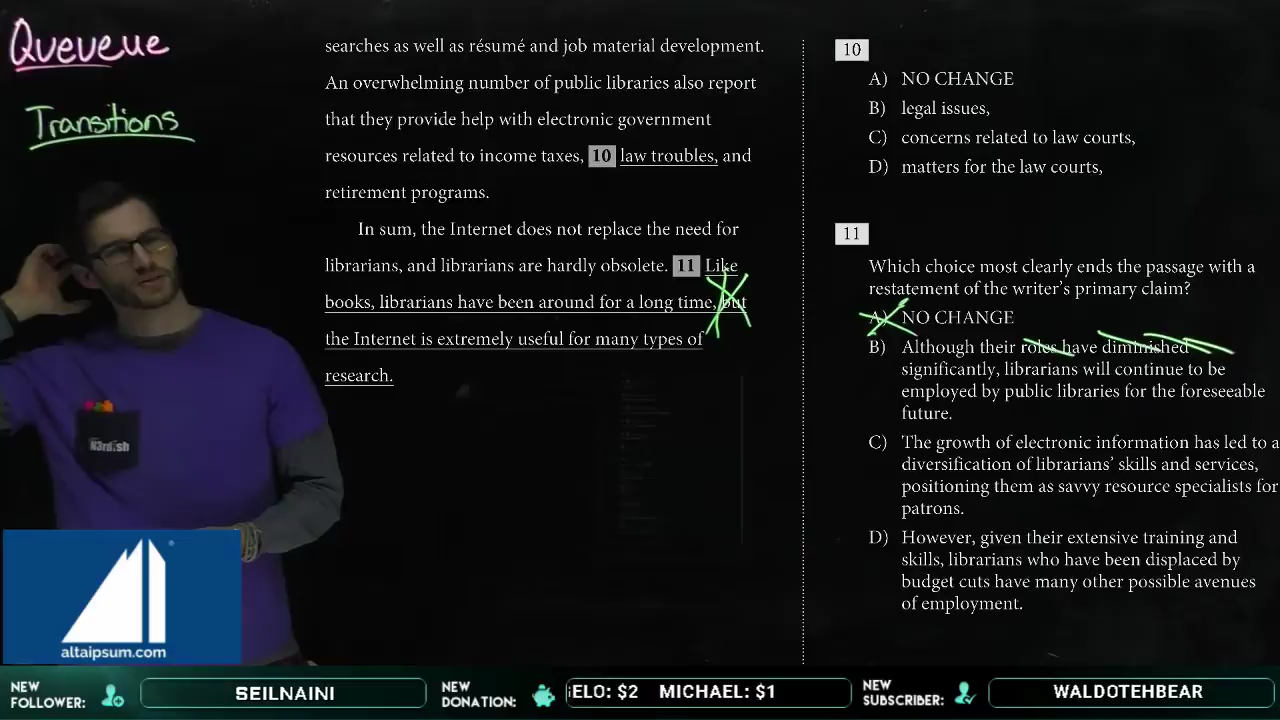 Queveue
Transitions
searches as well as résumé and job material development.
An overwhelming number of public libraries also report
that they provide help with electronic government
resources related to income taxes, 10 law troubles, and
retirement programs.
In sum, the Internet does not replace the need for
librarians, and librarians are hardly obsolete. 11 Like
books, librarians have been around for a long time, but
the Internet is extremely useful for many types of
research.
10
A) NO CHANGE
B) legal issues,
C) concerns related to law courts,
D) matters for the law courts,
11
Which choice most clearly ends the passage with a
restatement of the writer's primary claim?
A) NO CHANGE
B) Although their roles have diminished
significantly, librarians will continue to be
employed by public libraries for the foreseeable
future.
C) The growth of electronic information has led to a
diversification of librarians' skills and services,
positioning them as savvy resource specialists for
patrons.
D) However, given their extensive training and
skills, librarians who have been displaced by
budget cuts have many other possible avenues
of employment.
N3rdish
altaipsum.com
NEW
FOLLOWER:
SEILNAINI
NEW
DONATION:
ELO: $2 MICHAEL: $1
NEW
SUBSCRIBER:
WALDOTEHBEAR